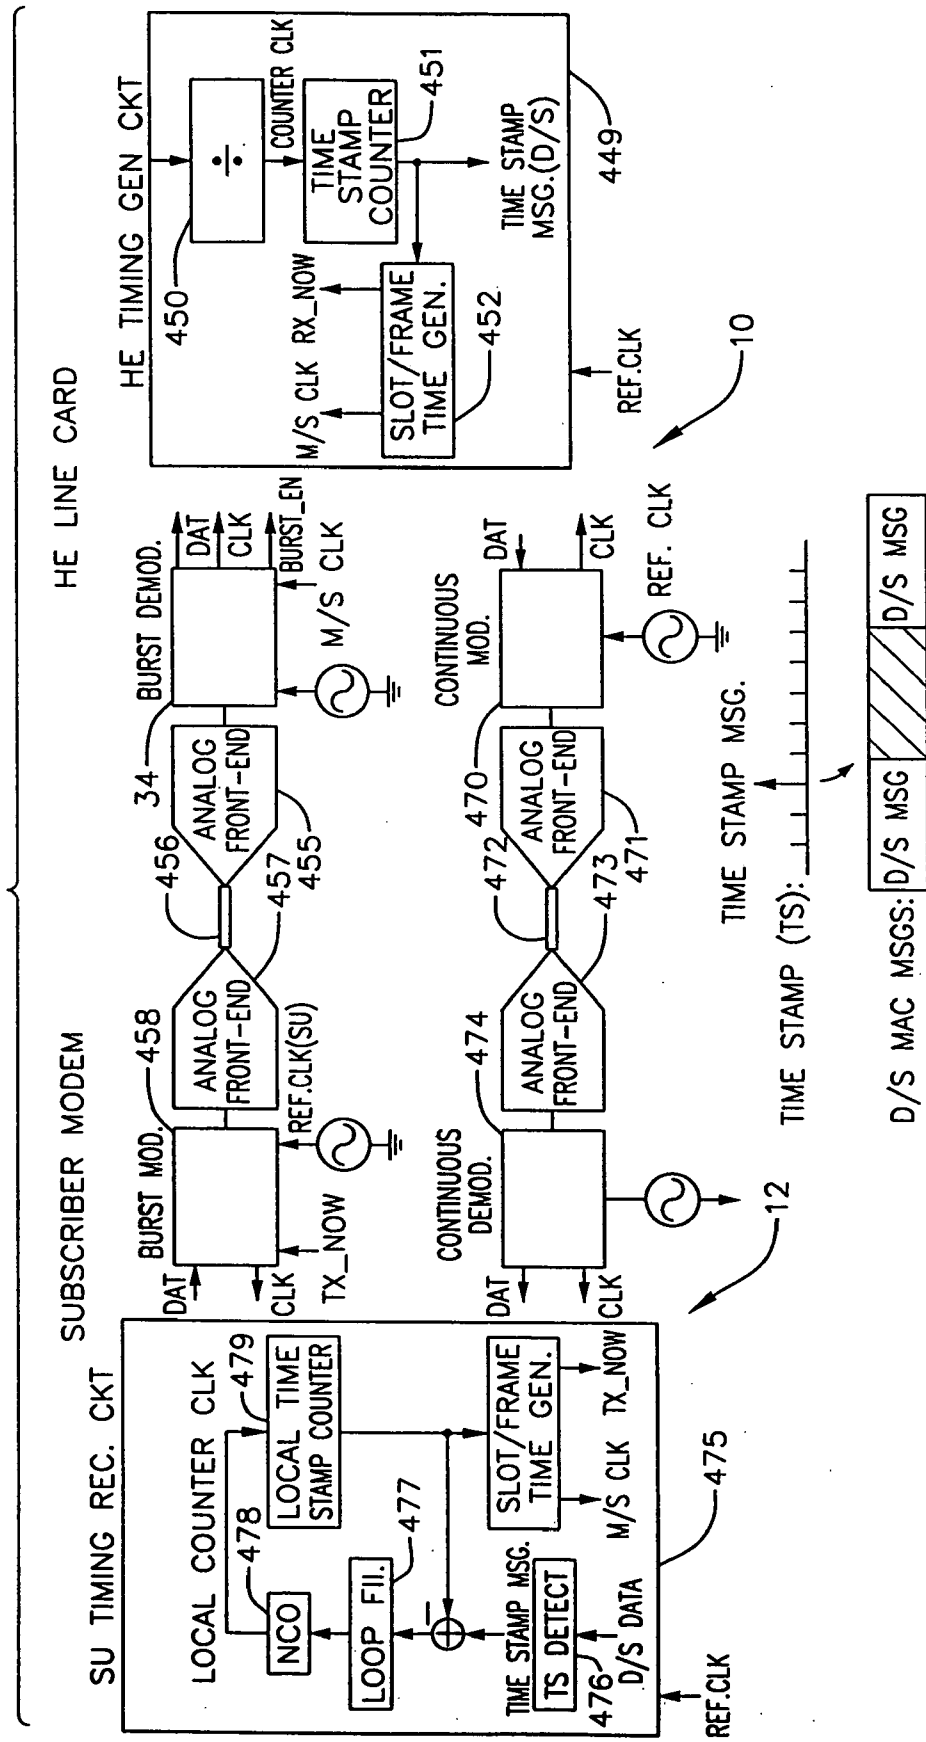 SUBSCRIBER MODEM
HE LINE CARD
SU TIMING REC. CKT
LOCAL COUNTER CLK
478
479
NCO
LOCAL TIME
STAMP COUNTER
LOOP FIL.
477
−
+
TIME STAMP MSG.
TS DETECT
476
D/S DATA
SLOT/FRAME
TIME GEN.
M/S CLK
TX_NOW
475
REF.CLK
12
BURST MOD.
458
DAT
CLK
TX_NOW
REF.CLK(SU)
ANALOG
FRONT-END
457
456
ANALOG
FRONT-END
455
34
BURST DEMOD.
DAT
CLK
BURST_EN
M/S CLK
CONTINUOUS
DEMOD.
474
DAT
CLK
ANALOG
FRONT-END
473
472
ANALOG
FRONT-END
471
470
CONTINUOUS
MOD.
DAT
CLK
REF. CLK
HE TIMING GEN CKT
450
÷
COUNTER CLK
TIME
STAMP
COUNTER
451
M/S CLK
RX_NOW
SLOT/FRAME
TIME GEN.
452
TIME STAMP
MSG.(D/S)
449
REF.CLK
10
TIME STAMP MSG.
TIME STAMP (TS):
D/S MAC MSGS:
D/S MSG
D/S MSG